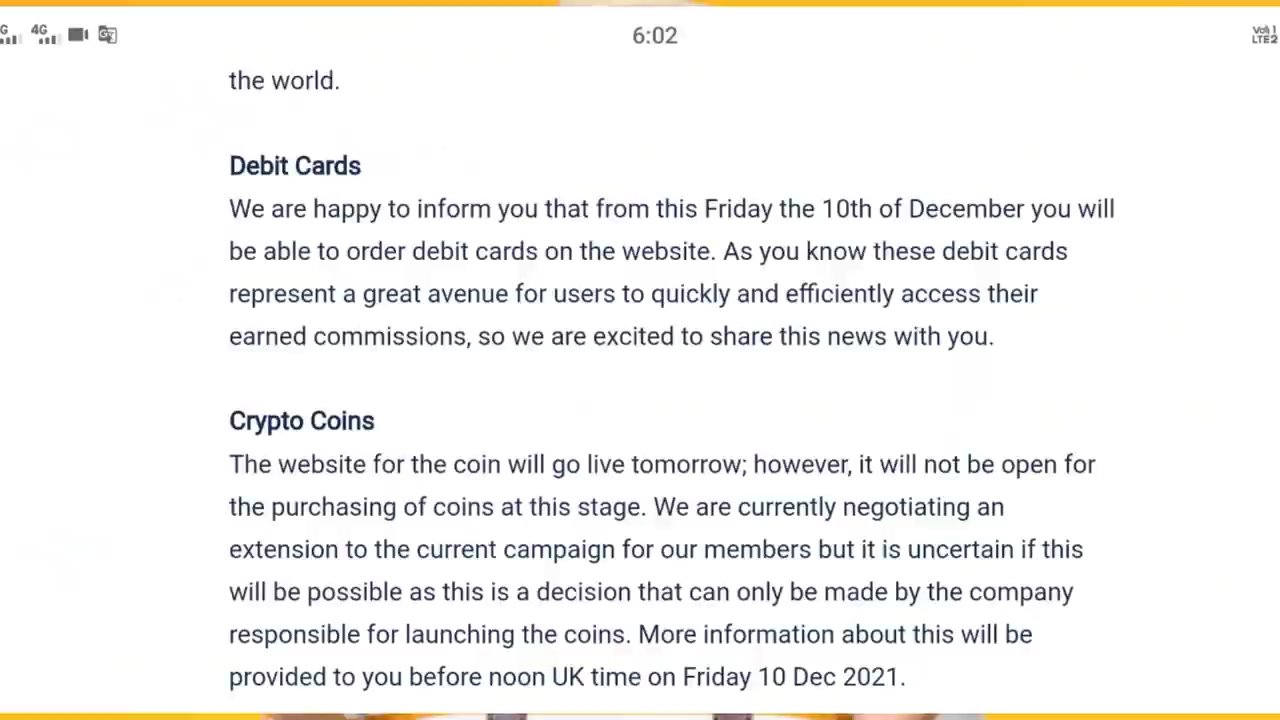 4G
6:02
Vo1
LTE2
the world.
Debit Cards
We are happy to inform you that from this Friday the 10th of December you will
be able to order debit cards on the website. As you know these debit cards
represent a great avenue for users to quickly and efficiently access their
earned commissions, so we are excited to share this news with you.
Crypto Coins
The website for the coin will go live tomorrow; however, it will not be open for
the purchasing of coins at this stage. We are currently negotiating an
extension to the current campaign for our members but it is uncertain if this
will be possible as this is a decision that can only be made by the company
responsible for launching the coins. More information about this will be
provided to you before noon UK time on Friday 10 Dec 2021.